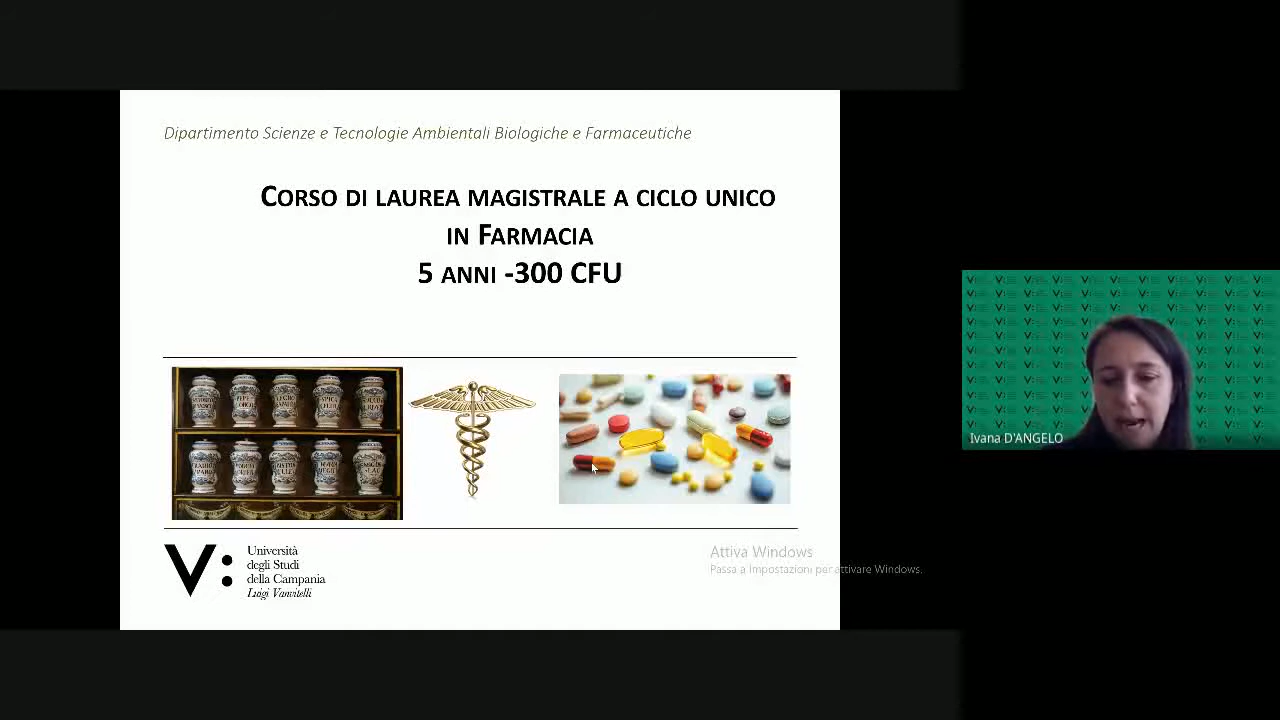 Dipartimento Scienze e Tecnologie Ambientali Biologiche e Farmaceutiche
CORSO DI LAUREA MAGISTRALE A CICLO UNICO
IN FARMACIA
5 ANNI -300 CFU
Ivana D'ANGELO
V:
Università
degli Studi
della Campania
Luigi Vanvitelli
Attiva Windows
Passa a Impostazioni per attivare Windows.